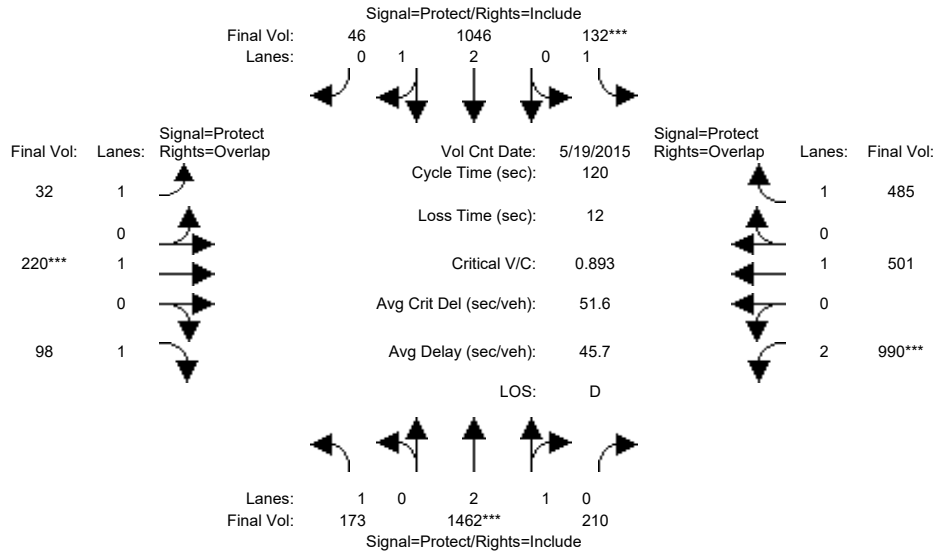 Signal=Protect/Rights=Include
Final Vol: 46 1046 132***
Lanes: 0 1 2 0 1
Signal=Protect Signal=Protect
Final Vol: Lanes: Rights=Overlap Vol Cnt Date: 5/19/2015 Rights=Overlap Lanes: Final Vol:
Cycle Time (sec): 120
32 1 1 485
Loss Time (sec): 12
0 0
220*** 1 Critical V/C: 0.893 1 501
0 Avg Crit Del (sec/veh): 51.6 0
98 1 Avg Delay (sec/veh): 45.7 2 990***
LOS: D
Lanes: 1 0 2 1 0
Final Vol: 173 1462*** 210
Signal=Protect/Rights=Include